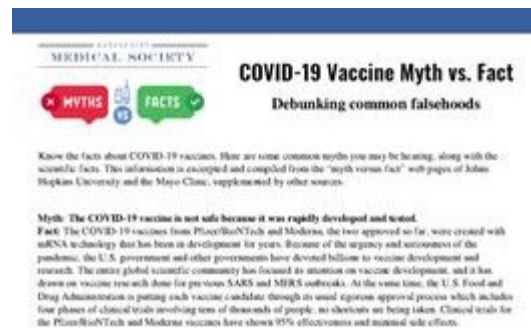 MEDICAL SOCIETY
COVID-19 Vaccine Myth vs. Fact
Debunking common falsehoods
MYTHS
VS
FACTS
Know the facts about COVID-19 vaccines. Here are some common myths you may be hearing, along with the
scientific facts. This information is excerpted and compiled from the "myth versus fact" web pages of Johns
Hopkins University and the Mayo Clinic, supplemented by other sources.
Myth: The COVID-19 vaccine is not safe because it was rapidly developed and tested.
Fact: The COVID-19 vaccines from Pfizer/BioNTech and Moderna, the two approved so far, were created with
mRNA technology that has been in development for years. Because of the urgency and seriousness of the
pandemic, the U.S. government and other governments have devoted billions to vaccine development and
research. The entire global scientific community has focused its attention on vaccine development, and it has
drawn on vaccine research done for previous SARS and MERS outbreaks. At the same time, the U.S. Food and
Drug Administration is putting each vaccine candidate through its usual rigorous approval process which includes
four phases of clinical trials involving tens of thousands of people; no shortcuts are being taken. Clinical trials for
the Pfizer/BioNTech and Moderna vaccines have shown 95% effectiveness and minimal side effects.